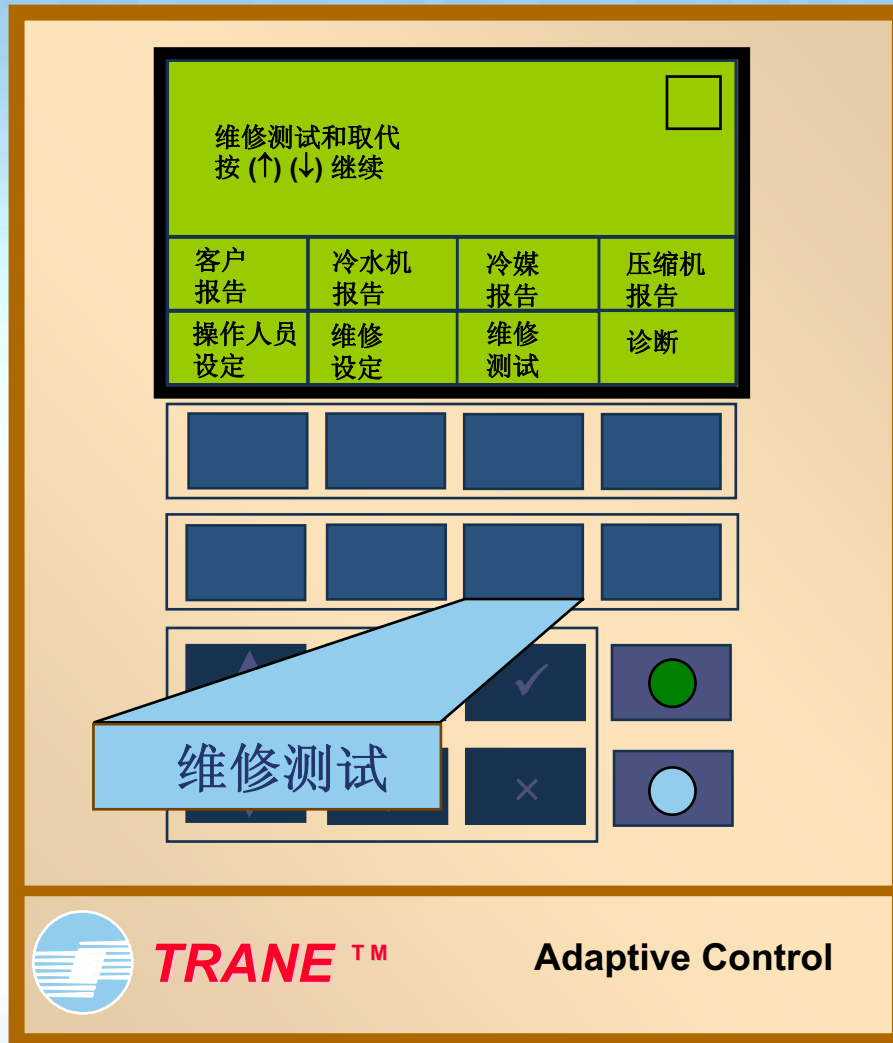 维修测试和取代
按 (↑) (↓) 继续
客户
报告
冷水机
报告
冷媒
报告
压缩机
报告
操作人员
设定
维修
设定
维修
测试
诊断
维修测试
TRANE TM
Adaptive Control